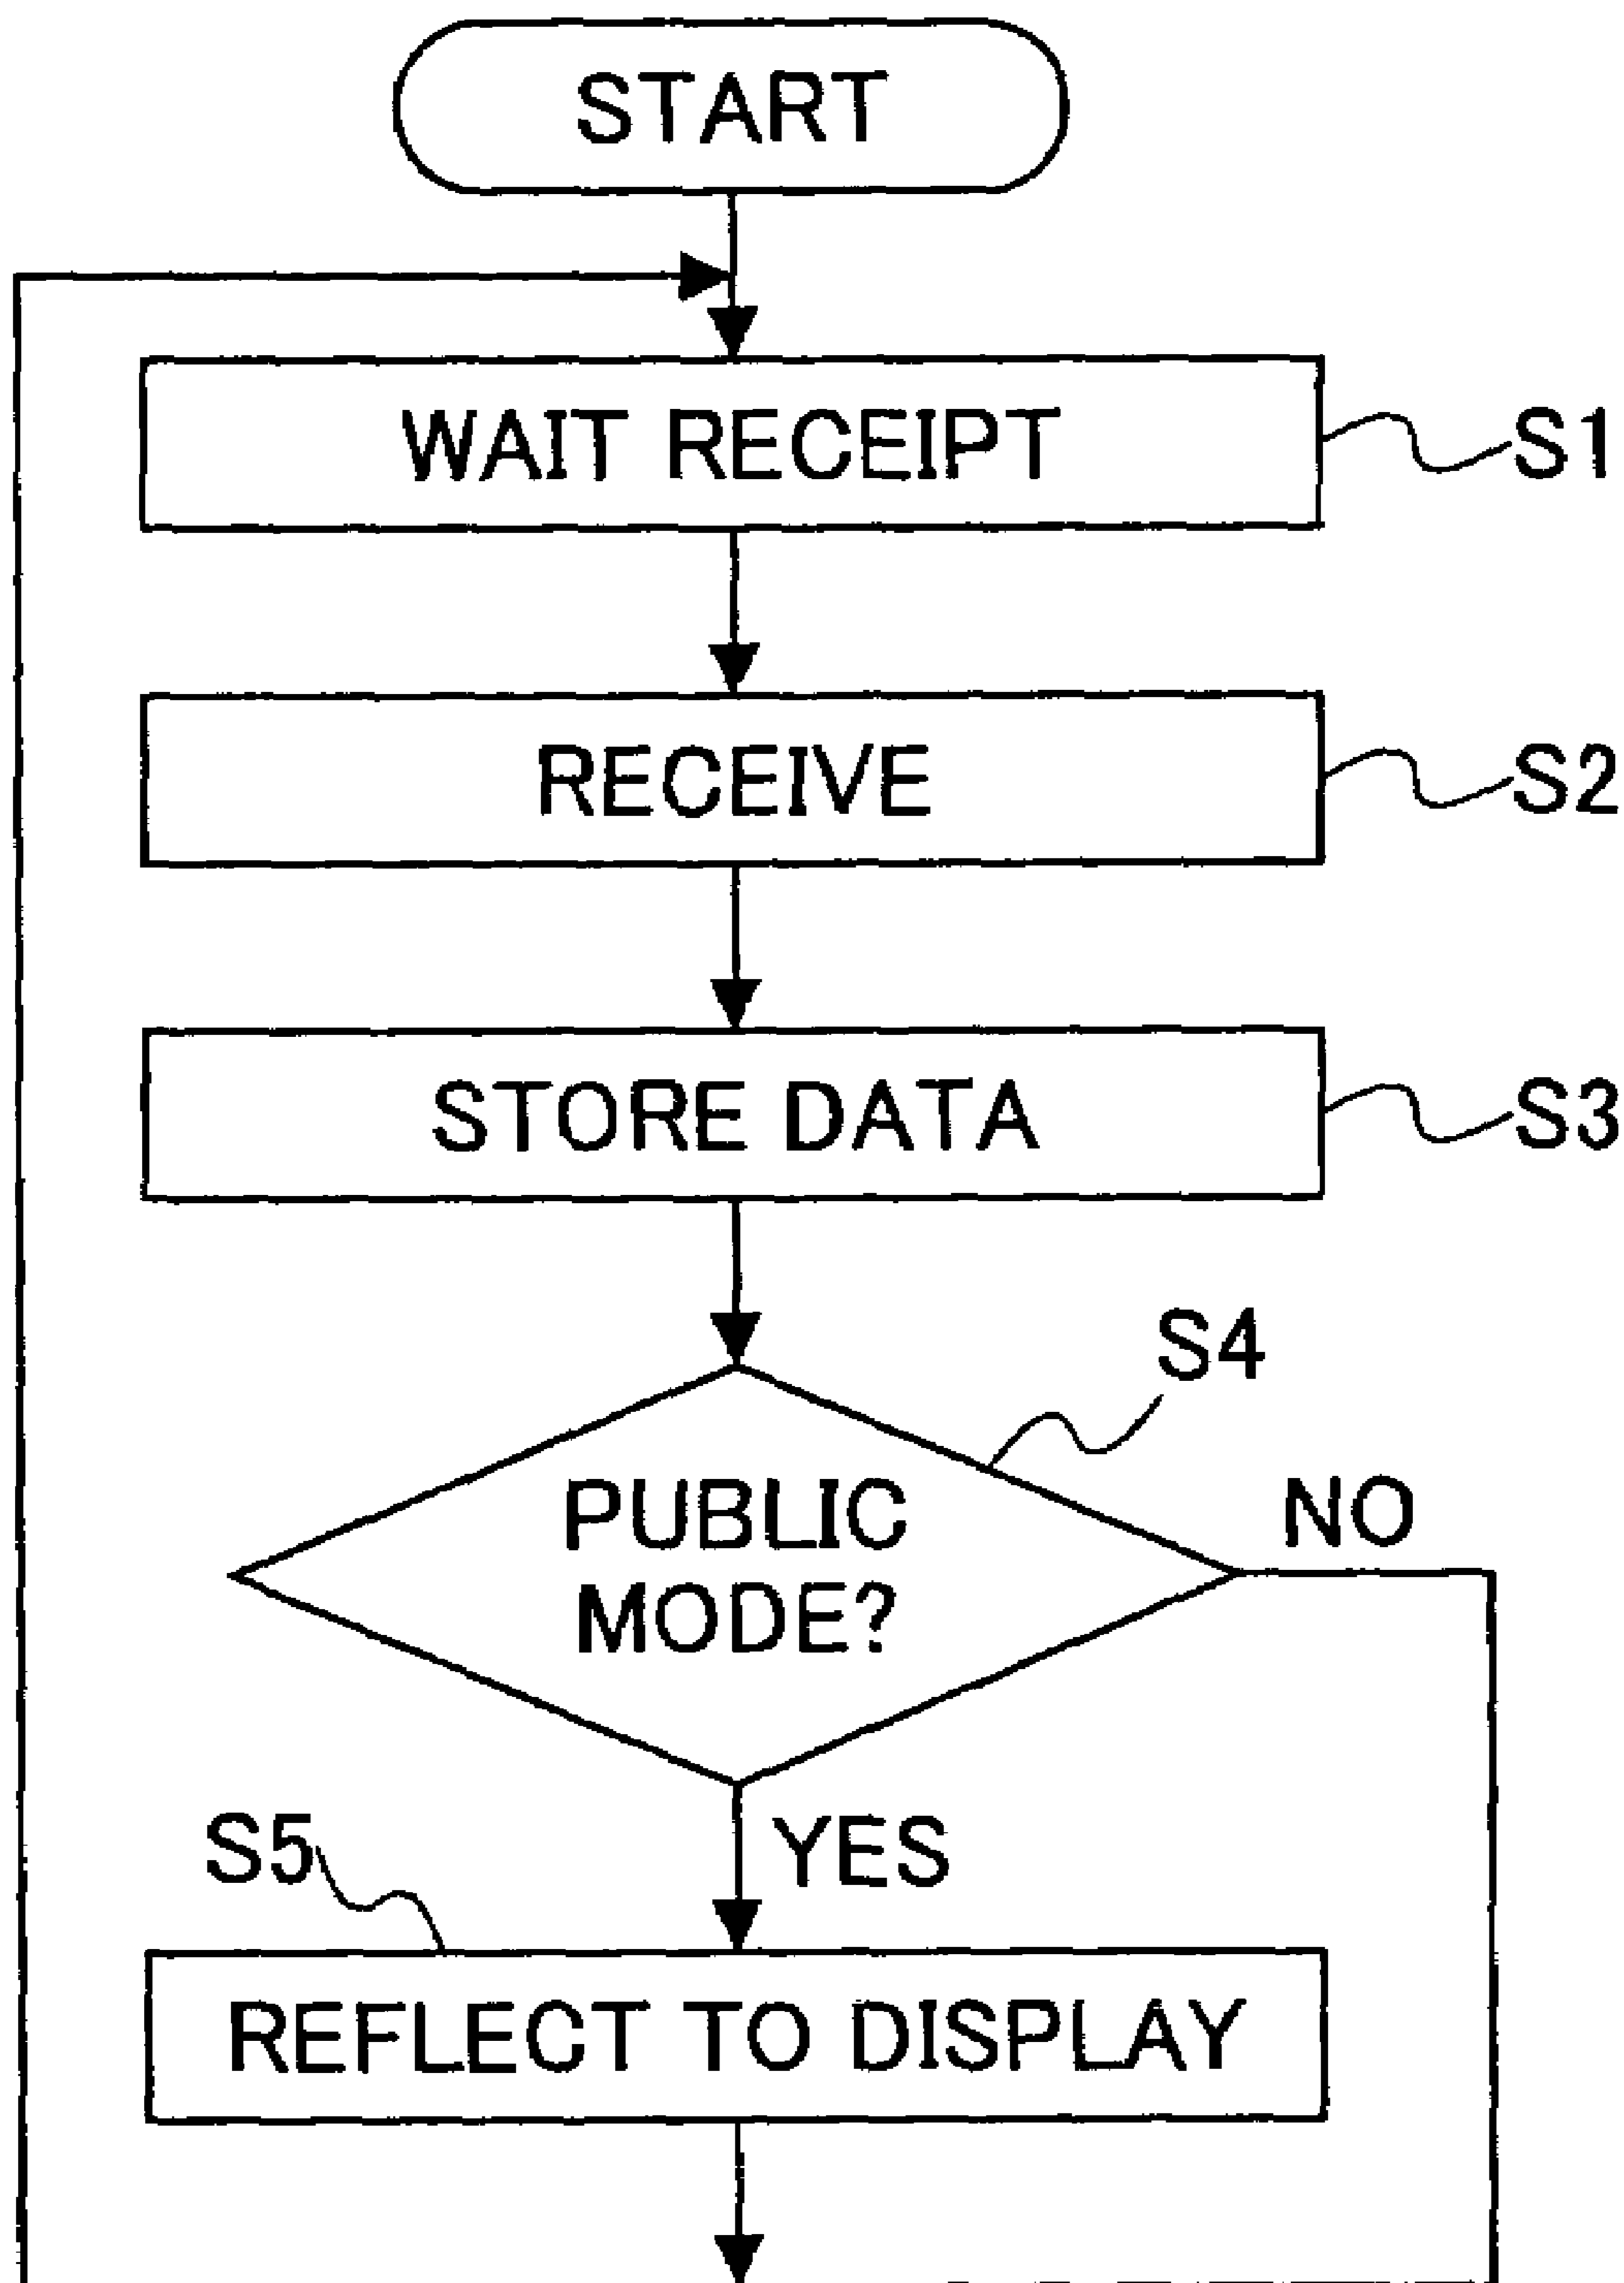 START
WAIT RECEIPT
S1
RECEIVE
S2
STORE DATA
S3
S4
PUBLIC
MODE?
NO
YES
S5
REFLECT TO DISPLAY